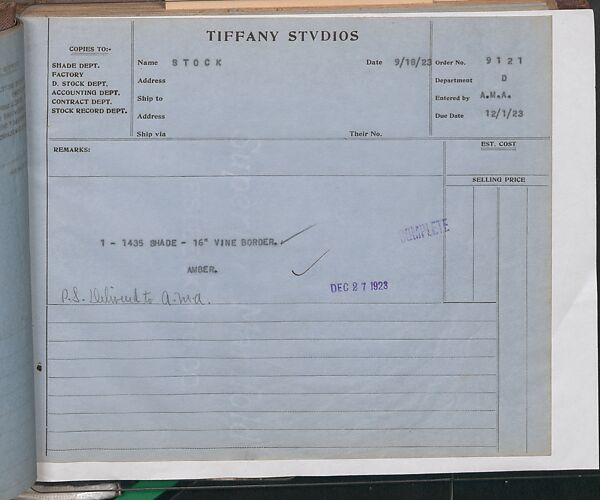 TIFFANY STVDIOS
COPIES TO:-
SHADE DEPT.
FACTORY
D. STOCK DEPT.
ACCOUNTING DEPT.
CONTRACT DEPT.
STOCK RECORD DEPT.
Name STOCK Date 9/18/23
Address
Ship to
Address
Ship via Their No.
Order No. 9121
Department D
Entered by A.M.A.
Due Date 12/1/23
REMARKS:
EST. COST
SELLING PRICE
1 - 1435 SHADE - 16" VINE BORDER.
AMBER.
COMPLETE
DEC 27 1923
P.S. Delivered to A.M.A.